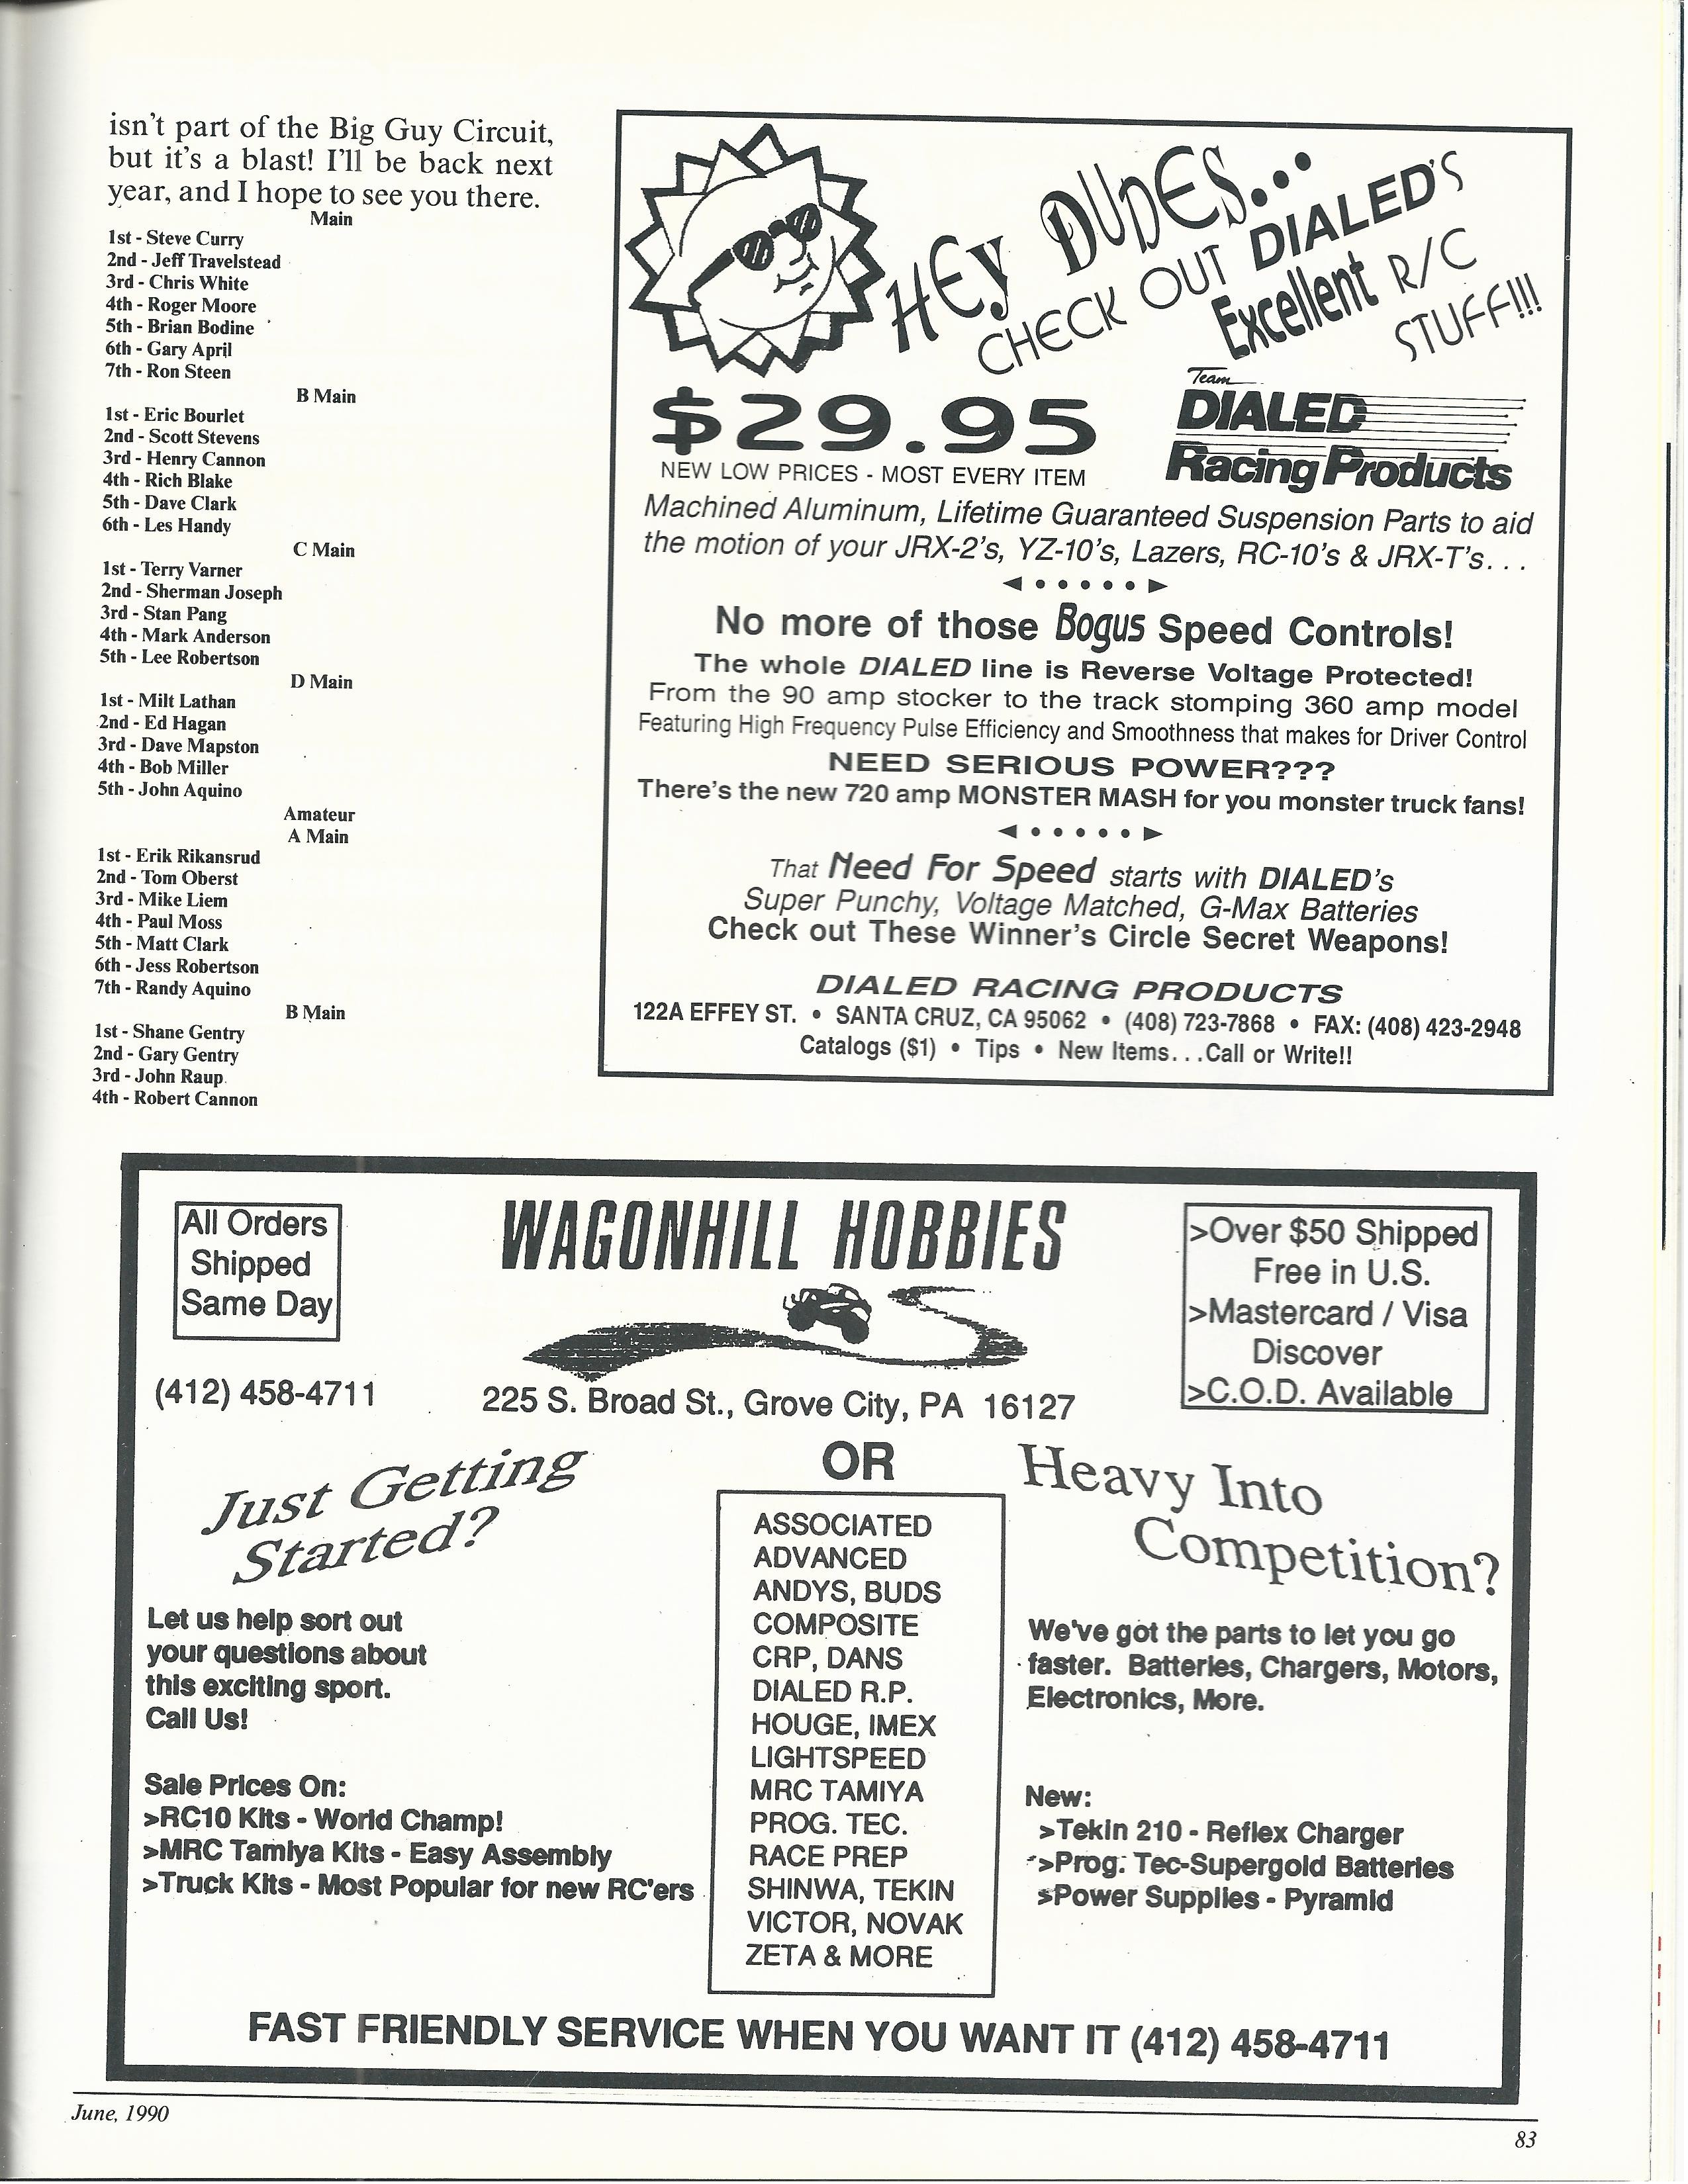 isn't part of the Big Guy Circuit,
but it's a blast! I'll be back next
year, and I hope to see you there.
Main
1st - Steve Curry
2nd - Jeff Travelstead
3rd - Chris White
4th - Roger Moore
5th - Brian Bodine
6th - Gary April
7th - Ron Steen
B Main
1st - Eric Bourlet
2nd - Scott Stevens
3rd - Henry Cannon
4th - Rich Blake
5th - Dave Clark
6th - Les Handy
C Main
1st - Terry Varner
2nd - Sherman Joseph
3rd - Stan Pang
4th - Mark Anderson
5th - Lee Robertson
D Main
1st - Milt Lathan
2nd - Ed Hagan
3rd - Dave Mapston
4th - Bob Miller
5th - John Aquino
Amateur
A Main
1st - Erik Rikansrud
2nd - Tom Oberst
3rd - Mike Liem
4th - Paul Moss
5th - Matt Clark
6th - Jess Robertson
7th - Randy Aquino
B Main
1st - Shane Gentry
2nd - Gary Gentry
3rd - John Raup
4th - Robert Cannon
HEy DUDES...
CHECK OUT DIALED'S
Excellent R/C
STUFF!!!
$29.95
NEW LOW PRICES - MOST EVERY ITEM
Team
DIALED
Racing Products
Machined Aluminum, Lifetime Guaranteed Suspension Parts to aid
the motion of your JRX-2's, YZ-10's, Lazers, RC-10's & JRX-T's...
No more of those Bogus Speed Controls!
The whole DIALED line is Reverse Voltage Protected!
From the 90 amp stocker to the track stomping 360 amp model
Featuring High Frequency Pulse Efficiency and Smoothness that makes for Driver Control
NEED SERIOUS POWER???
There's the new 720 amp MONSTER MASH for you monster truck fans!
That Need For Speed starts with DIALED's
Super Punchy, Voltage Matched, G-Max Batteries
Check out These Winner's Circle Secret Weapons!
DIALED RACING PRODUCTS
122A EFFEY ST. • SANTA CRUZ, CA 95062 • (408) 723-7868 • FAX: (408) 423-2948
Catalogs ($1) • Tips • New Items...Call or Write!!
All Orders
Shipped
Same Day
WAGONHILL HOBBIES
>Over $50 Shipped
Free in U.S.
>Mastercard / Visa
Discover
>C.O.D. Available
(412) 458-4711
225 S. Broad St., Grove City, PA 16127
Just Getting
Started?
OR
Heavy Into
Competition?
Let us help sort out
your questions about
this exciting sport.
Call Us!
Sale Prices On:
>RC10 Kits - World Champ!
>MRC Tamiya Kits - Easy Assembly
>Truck Kits - Most Popular for new RC'ers
ASSOCIATED
ADVANCED
ANDYS, BUDS
COMPOSITE
CRP, DANS
DIALED R.P.
HOUGE, IMEX
LIGHTSPEED
MRC TAMIYA
PROG. TEC.
RACE PREP
SHINWA, TEKIN
VICTOR, NOVAK
ZETA & MORE
We've got the parts to let you go
faster. Batteries, Chargers, Motors,
Electronics, More.
New:
>Tekin 210 - Reflex Charger
>Prog. Tec-Supergold Batteries
>Power Supplies - Pyramid
FAST FRIENDLY SERVICE WHEN YOU WANT IT (412) 458-4711
June, 1990
83